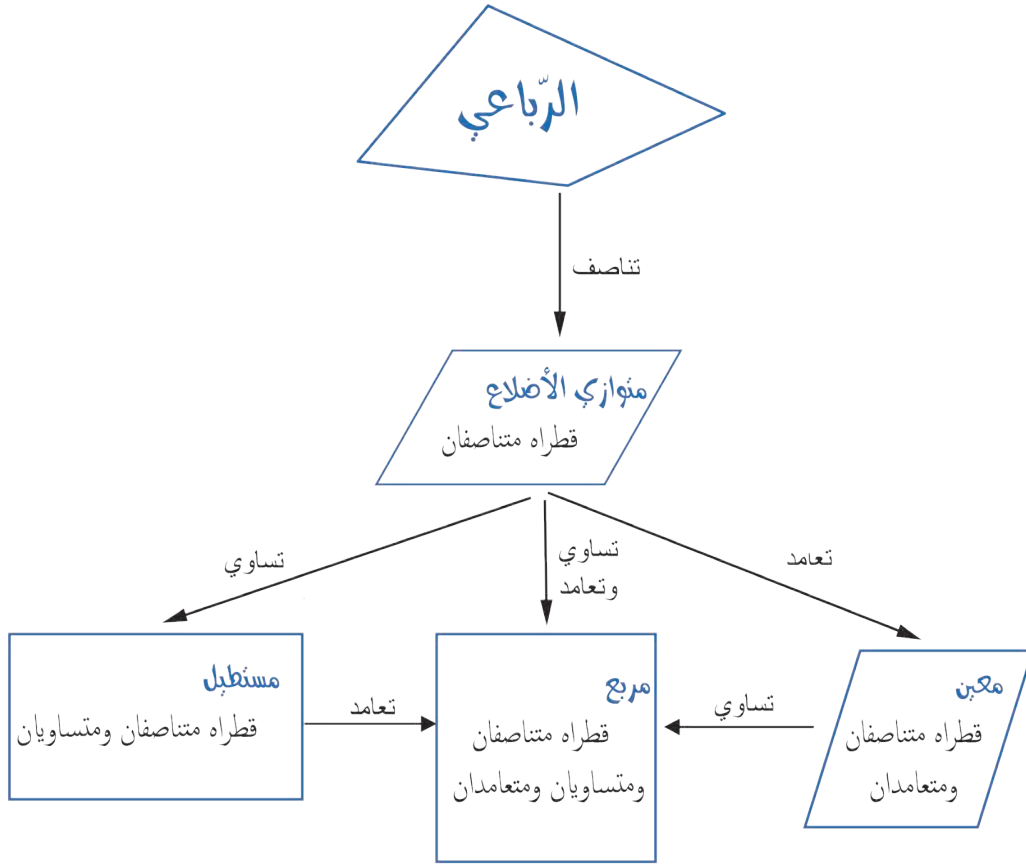 الرّباعي
تناصف
متوازي الأضلاع
قطراه متناصفان
تعامد
تساوي
وتعامد
تساوي
معين
قطراه متناصفان
ومتعامدان
تساوي
مربع
قطراه متناصفان
ومتساويان ومتعامدان
تعامد
مستطيل
قطراه متناصفان ومتساويان